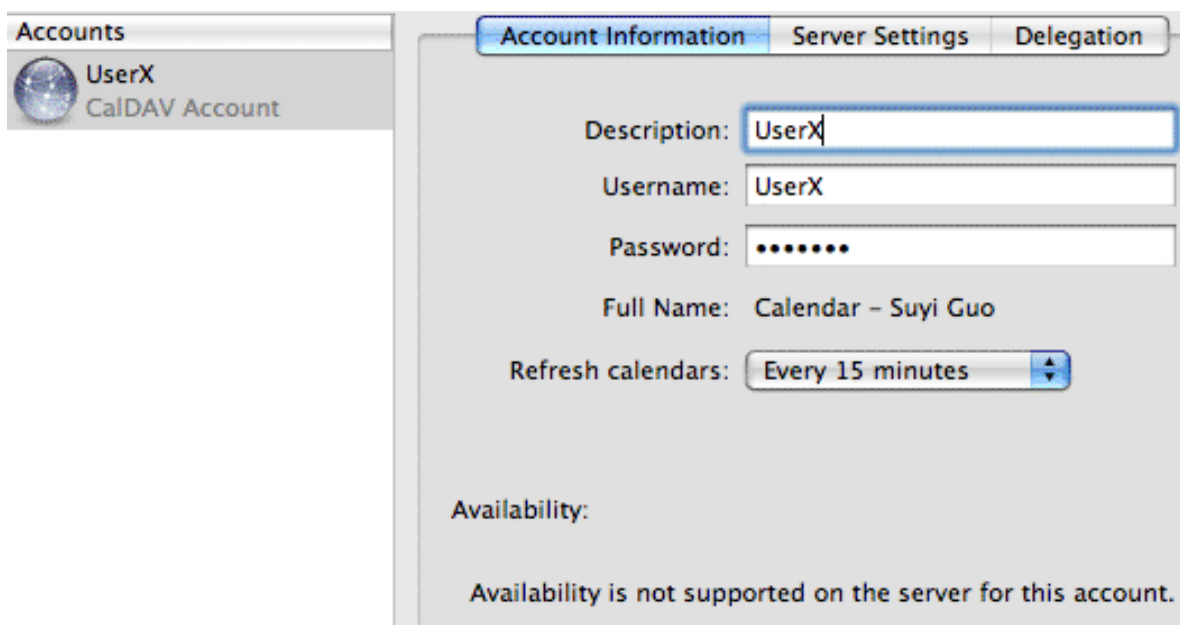 Accounts
UserX
CalDAV Account
Account Information Server Settings Delegation
Description: UserX
Username: UserX
Password: •••••••
Full Name: Calendar – Suyi Guo
Refresh calendars: Every 15 minutes
Availability:
Availability is not supported on the server for this account.